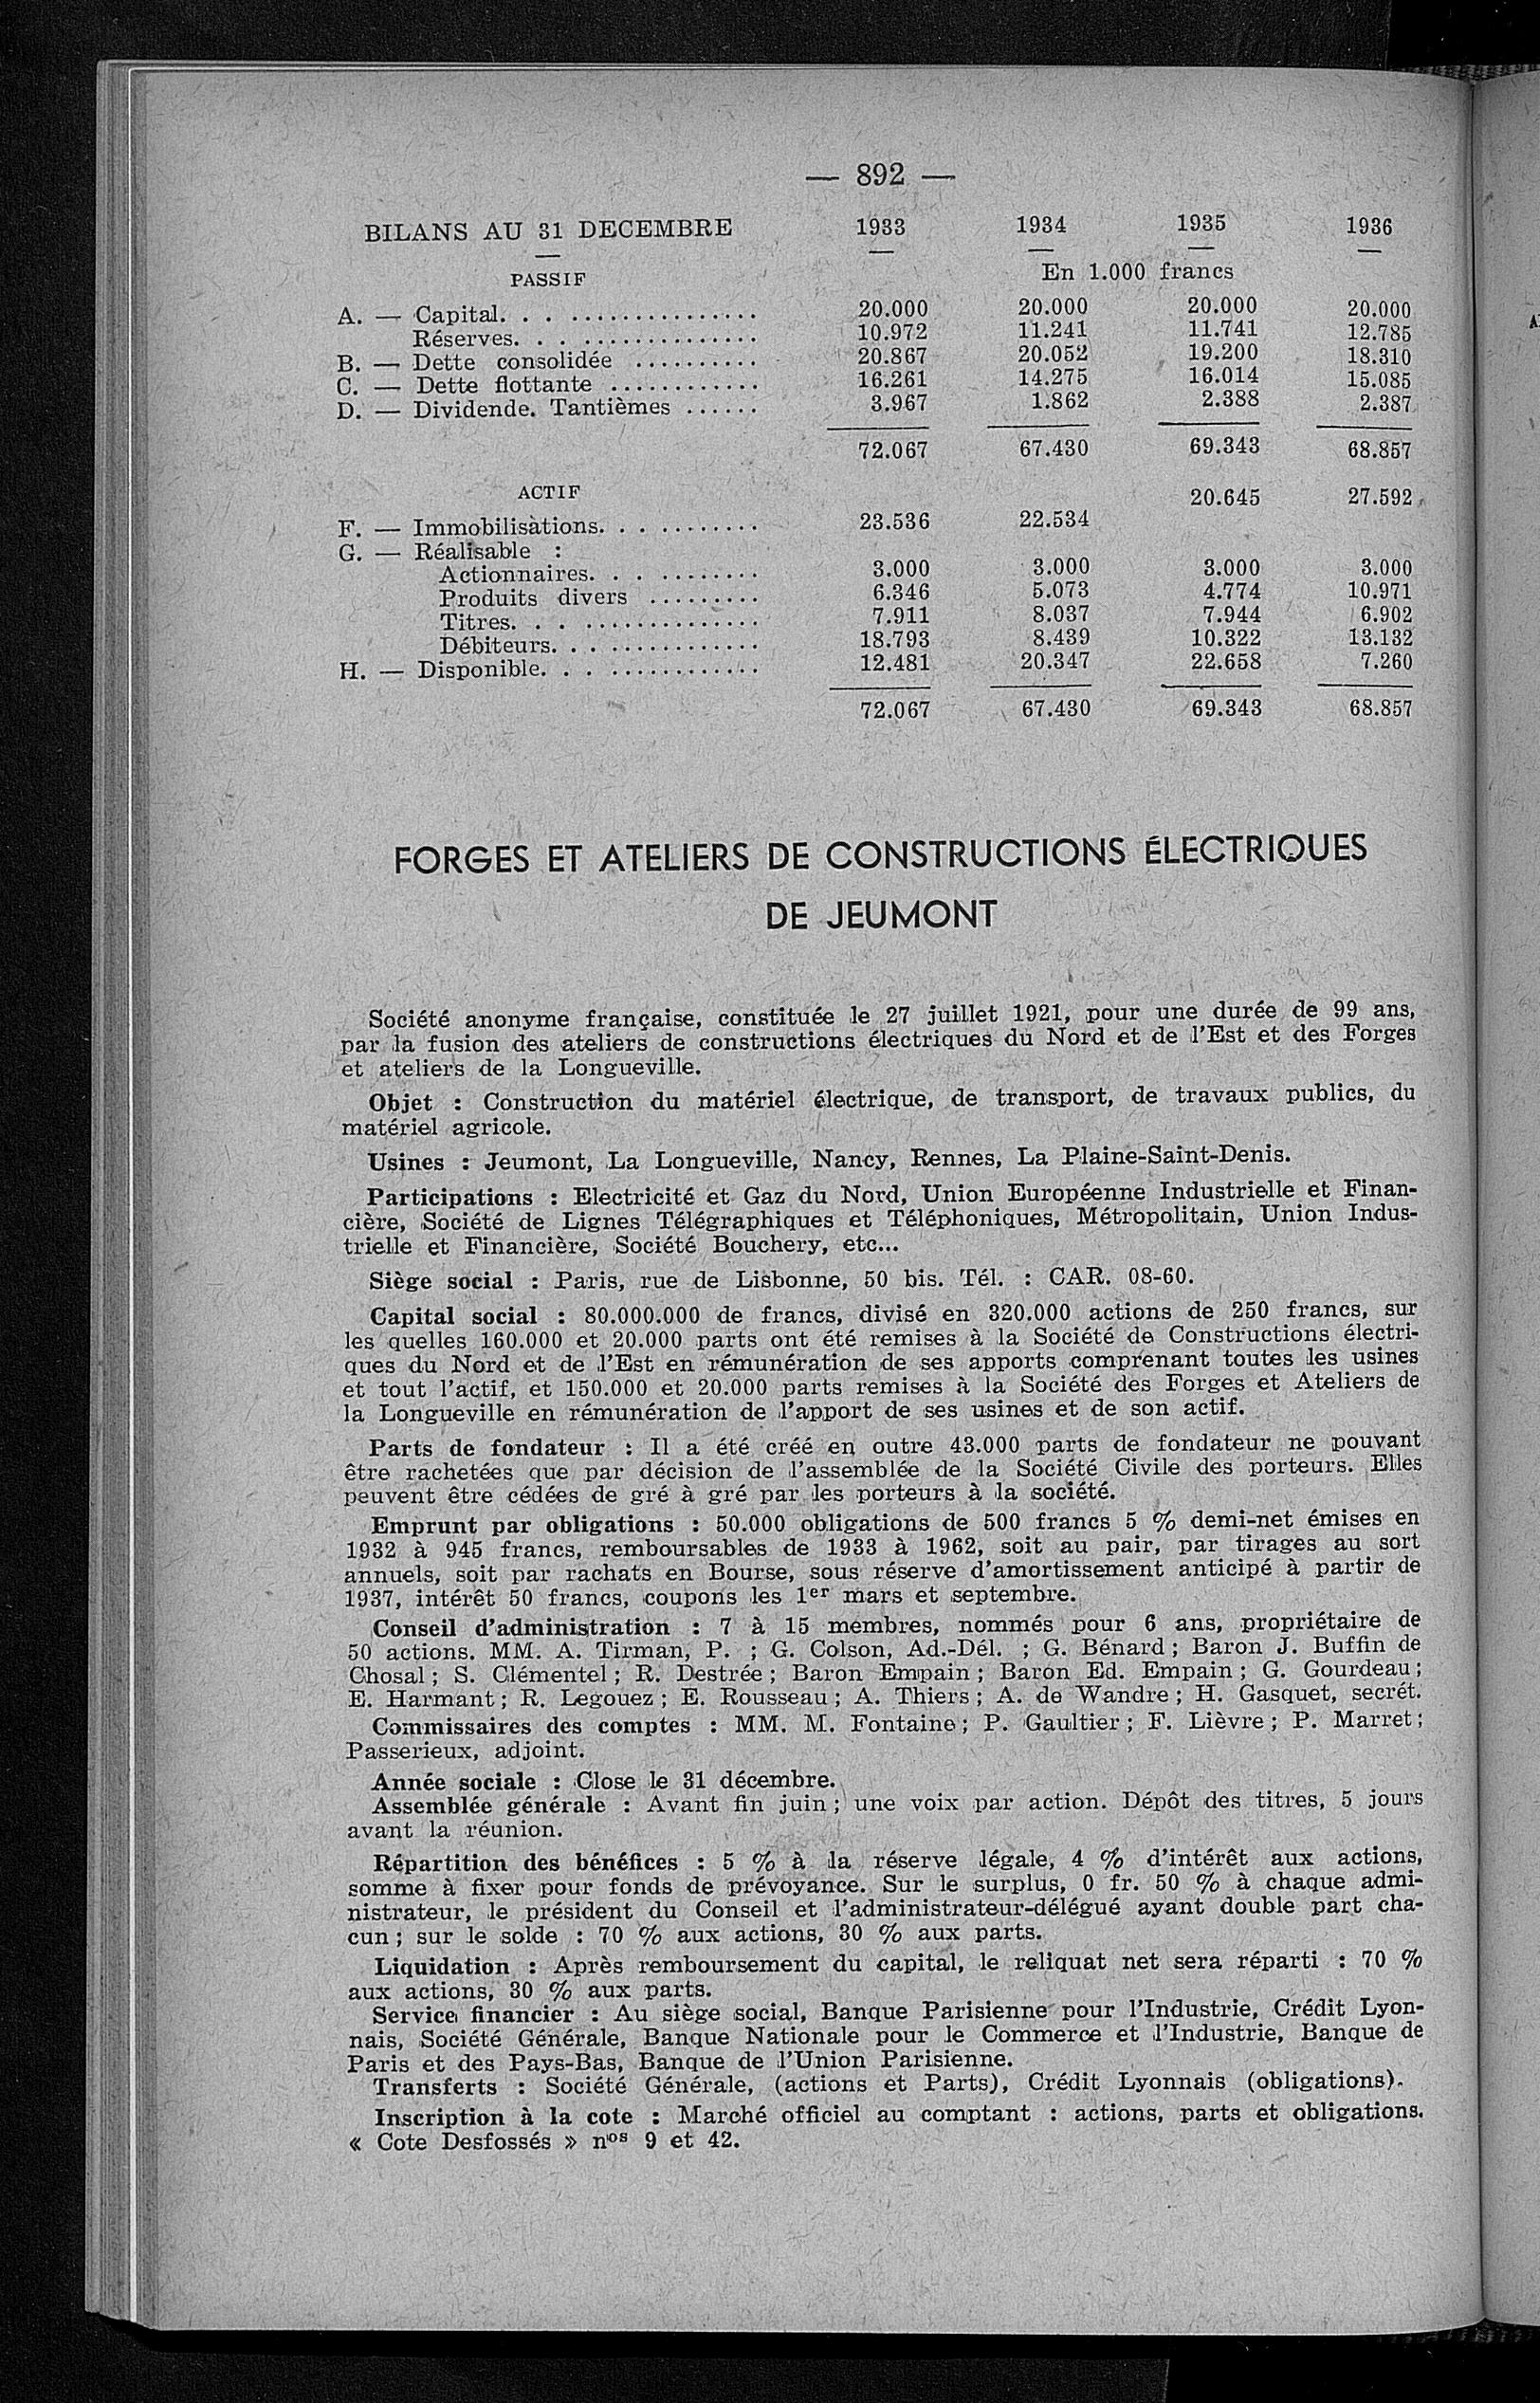 — 892 —
BILANS AU 31 DECEMBRE 1933 1934 1935 1936
PASSIF En 1.000 francs
A. — Capital. . . ................ 20.000 20.000 20.000 20.000
Réserves. . . ............... 10.972 11.241 11.741 12.785
B. — Dette consolidée .......... 20.867 20.052 19.200 18.310
C. — Dette flottante ............ 16.261 14.275 16.014 15.085
D. — Dividende. Tantièmes ...... 3.967 1.862 2.388 2.387
72.067 67.430 69.343 68.857
ACTIF
F. — Immobilisations. . . ......... 23.536 22.534 20.645 27.592
G. — Réalisable :
Actionnaires. . . ......... 3.000 3.000 3.000 3.000
Produits divers ......... 6.346 5.073 4.774 10.971
Titres. . . ............... 7.911 8.037 7.944 6.902
Débiteurs. . . ............ 18.793 8.439 10.322 13.132
H. — Disponible. . . ............. 12.481 20.347 22.658 7.260
72.067 67.430 69.343 68.857
FORGES ET ATELIERS DE CONSTRUCTIONS ÉLECTRIQUES
DE JEUMONT
Société anonyme française, constituée le 27 juillet 1921, pour une durée de 99 ans,
par la fusion des ateliers de constructions électriques du Nord et de l'Est et des Forges
et ateliers de la Longueville.
Objet : Construction du matériel électrique, de transport, de travaux publics, du
matériel agricole.
Usines : Jeumont, La Longueville, Nancy, Rennes, La Plaine-Saint-Denis.
Participations : Electricité et Gaz du Nord, Union Européenne Industrielle et Finan-
cière, Société de Lignes Télégraphiques et Téléphoniques, Métropolitain, Union Indus-
trielle et Financière, Société Bouchery, etc...
Siège social : Paris, rue de Lisbonne, 50 bis. Tél. : CAR. 08-60.
Capital social : 80.000.000 de francs, divisé en 320.000 actions de 250 francs, sur
les quelles 160.000 et 20.000 parts ont été remises à la Société de Constructions électri-
ques du Nord et de l'Est en rémunération de ses apports comprenant toutes les usines
et tout l'actif, et 150.000 et 20.000 parts remises à la Société des Forges et Ateliers de
la Longueville en rémunération de l'apport de ses usines et de son actif.
Parts de fondateur : Il a été créé en outre 43.000 parts de fondateur ne pouvant
être rachetées que par décision de l'assemblée de la Société Civile des porteurs. Elles
peuvent être cédées de gré à gré par les porteurs à la société.
Emprunt par obligations : 50.000 obligations de 500 francs 5 % demi-net émises en
1932 à 945 francs, remboursables de 1933 à 1962, soit au pair, par tirages au sort
annuels, soit par rachats en Bourse, sous réserve d'amortissement anticipé à partir de
1937, intérêt 50 francs, coupons les 1er mars et septembre.
Conseil d'administration : 7 à 15 membres, nommés pour 6 ans, propriétaire de
50 actions. MM. A. Tirman, P. ; G. Colson, Ad.-Dél. ; G. Bénard ; Baron J. Buffin de
Chosal ; S. Clémentel ; R. Destrée ; Baron Empain ; Baron Ed. Empain ; G. Gourdeau ;
E. Harmant ; R. Legouez ; E. Rousseau ; A. Thiers ; A. de Wandre ; H. Gasquet, secrét.
Commissaires des comptes : MM. M. Fontaine ; P. Gaultier ; F. Lièvre ; P. Marret ;
Passerieux, adjoint.
Année sociale : Close le 31 décembre.
Assemblée générale : Avant fin juin ; une voix par action. Dépôt des titres, 5 jours
avant la réunion.
Répartition des bénéfices : 5 % à la réserve légale, 4 % d'intérêt aux actions,
somme à fixer pour fonds de prévoyance. Sur le surplus, 0 fr. 50 % à chaque admi-
nistrateur, le président du Conseil et l'administrateur-délégué ayant double part cha-
cun ; sur le solde : 70 % aux actions, 30 % aux parts.
Liquidation : Après remboursement du capital, le reliquat net sera réparti : 70 %
aux actions, 30 % aux parts.
Service financier : Au siège social, Banque Parisienne pour l'Industrie, Crédit Lyon-
nais, Société Générale, Banque Nationale pour le Commerce et l'Industrie, Banque de
Paris et des Pays-Bas, Banque de l'Union Parisienne.
Transferts : Société Générale, (actions et Parts), Crédit Lyonnais (obligations).
Inscription à la cote : Marché officiel au comptant : actions, parts et obligations.
« Cote Desfossés » nos 9 et 42.